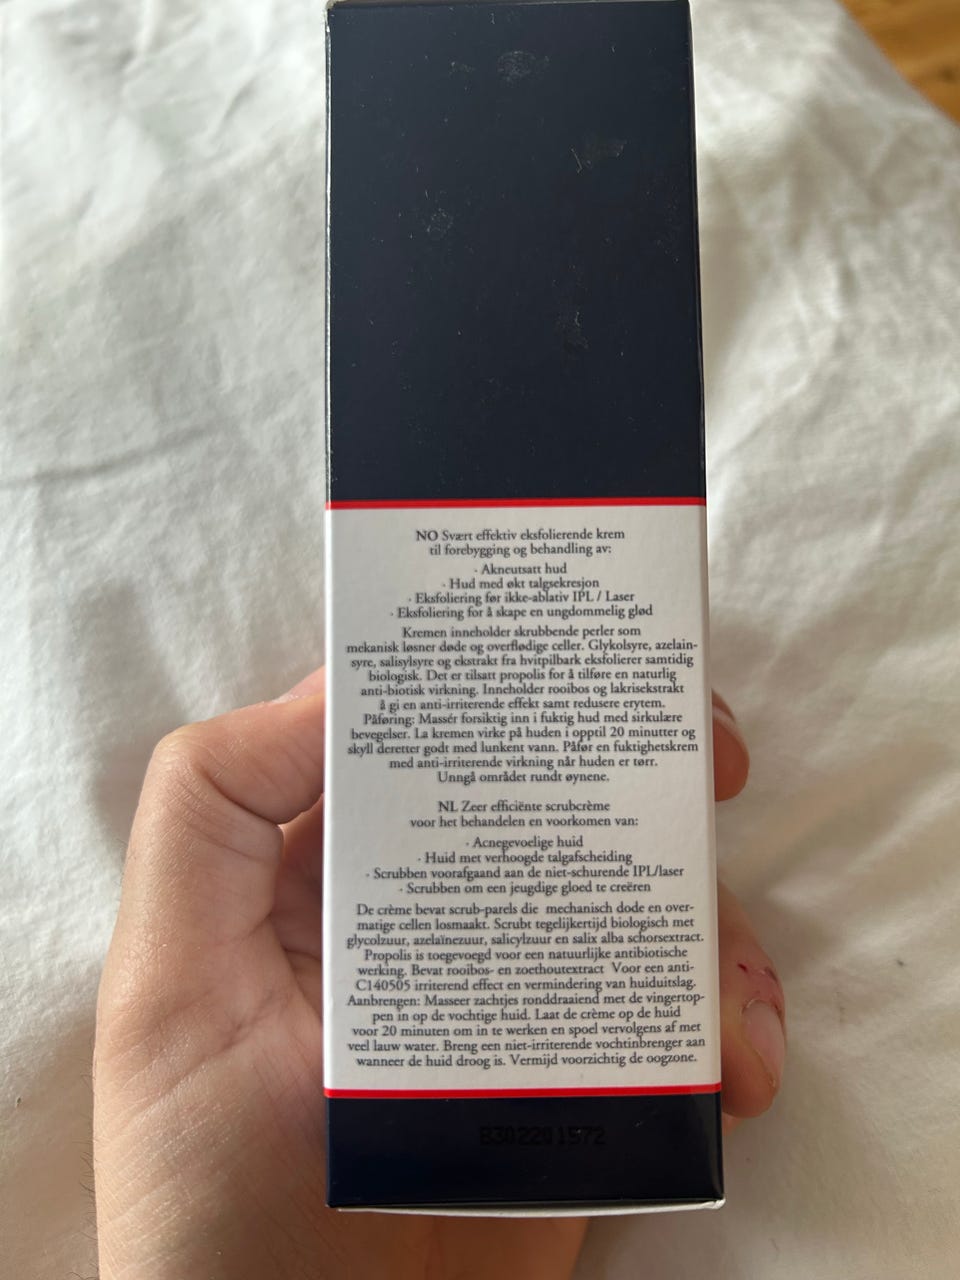 NO Svært effektiv eksfolierende krem
til forebygging og behandling av:
· Akneutsatt hud
· Hud med økt talgsekresjon
· Eksfoliering før ikke-ablativ IPL / Laser
· Eksfoliering for å skape en ungdommelig glød
Kremen inneholder skrubbende perler som
mekanisk løsner døde og overflødige celler. Glykolsyre, azelain-
syre, salisylsyre og ekstrakt fra hvitpilbark eksfolierer samtidig
biologisk. Det er tilsatt propolis for å tilføre en naturlig
anti-biotisk virkning. Inneholder rooibos og lakrisekstrakt
å gi en anti-irriterende effekt samt redusere erytem.
Påføring: Massér forsiktig inn i fuktig hud med sirkulære
bevegelser. La kremen virke på huden i opptil 20 minutter og
skyll deretter godt med lunkent vann. Påfør en fuktighetskrem
med anti-irriterende virkning når huden er tørr.
Unngå området rundt øynene.
NL Zeer efficiënte scrubcrème
voor het behandelen en voorkomen van:
· Acnegevoelige huid
· Huid met verhoogde talgafscheiding
· Scrubben voorafgaand aan de niet-schurende IPL/laser
· Scrubben om een jeugdige gloed te creëren
De crème bevat scrub-parels die mechanisch dode en over-
matige cellen losmaakt. Scrubt tegelijkertijd biologisch met
glycolzuur, azelaïnezuur, salicylzuur en salix alba schorsextract.
Propolis is toegevoegd voor een natuurlijke antibiotische
werking. Bevat rooibos- en zoethoutextract Voor een anti-
C140505 irriterend effect en vermindering van huiduitslag.
Aanbrengen: Masseer zachtjes ronddraaiend met de vingertop-
pen in op de vochtige huid. Laat de crème op de huid
voor 20 minuten om in te werken en spoel vervolgens af met
veel lauw water. Breng een niet-irriterende vochtinbrenger aan
wanneer de huid droog is. Vermijd voorzichtig de oogzone.
B302201572